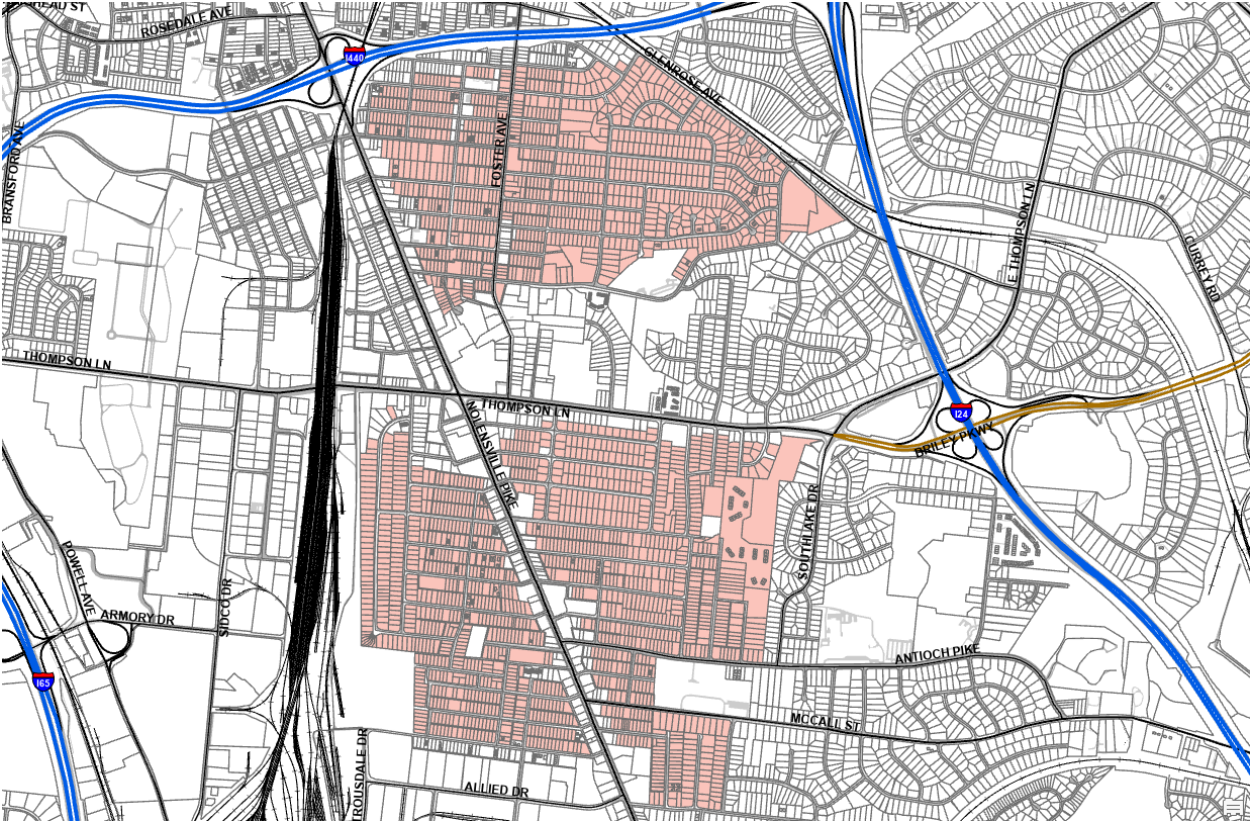 ROSEDALE AVE
I440
GLENROSE AVE
BRANSFORD AVE
FOSTER AVE
E THOMPSON LN
CURREY RD
THOMPSON LN
THOMPSON LN
NOLENSVILLE PIKE
I24
BRILEY PKWY
SOUTHLAKE DR
POWELL AVE
SIDCO DR
ARMORY DR
ANTIOCH PIKE
I65
MCCALL ST
TROUSDALE DR
ALLIED DR